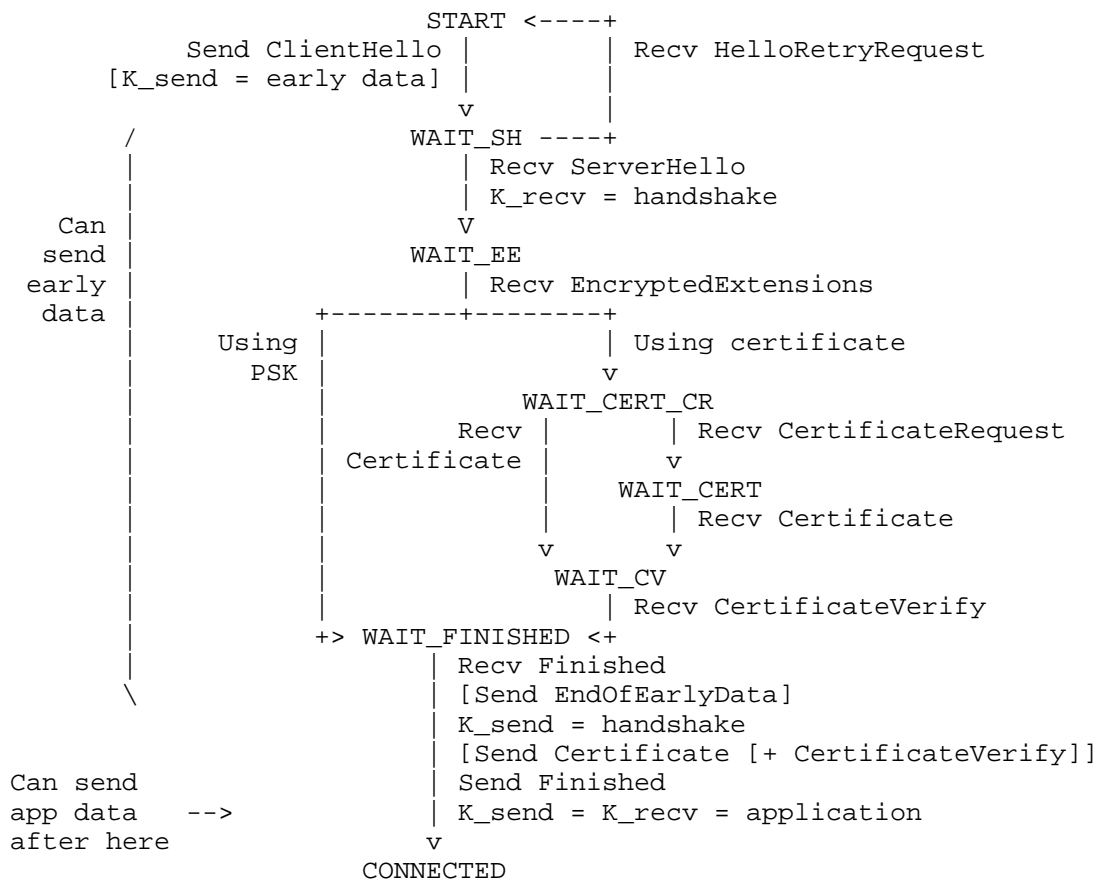 START <----+
Send ClientHello | | Recv HelloRetryRequest
[K_send = early data] | |
v |
/ WAIT_SH ----+
| | Recv ServerHello
| | K_recv = handshake
Can | V
send | WAIT_EE
early | | Recv EncryptedExtensions
data | +--------+--------+
| Using | | Using certificate
| PSK | v
| | WAIT_CERT_CR
| | Recv | | Recv CertificateRequest
| | Certificate | v
| | | WAIT_CERT
| | | | Recv Certificate
| | v v
| | WAIT_CV
| | | Recv CertificateVerify
| +> WAIT_FINISHED <+
| | Recv Finished
\ | [Send EndOfEarlyData]
| K_send = handshake
| [Send Certificate [+ CertificateVerify]]
Can send | Send Finished
app data --> | K_send = K_recv = application
after here v
CONNECTED